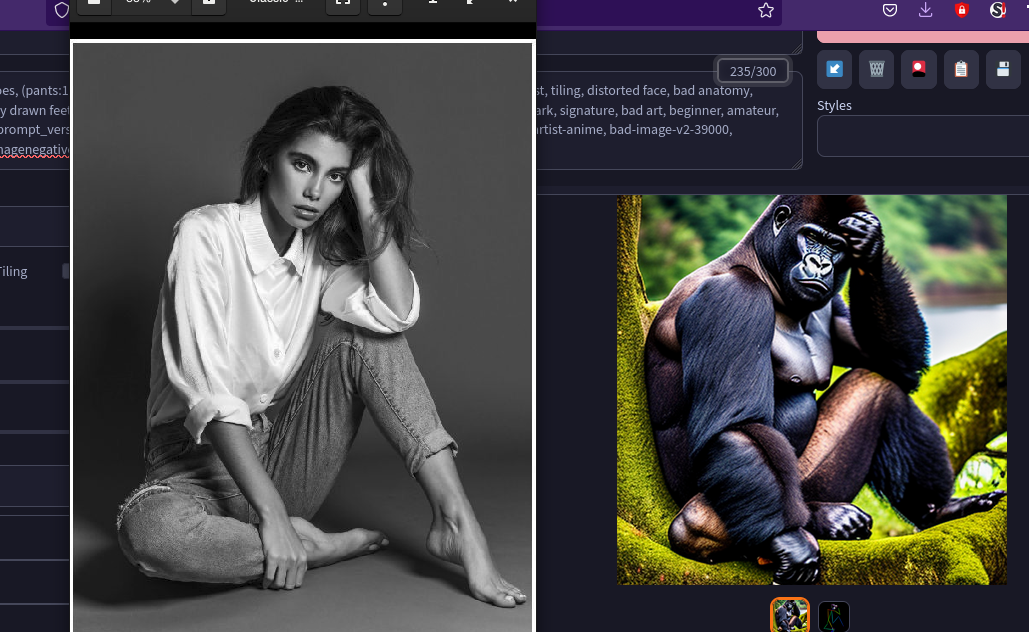 235/300
oes, (pants:1
st, tiling, distorted face, bad anatomy,
y drawn feet
ark, signature, bad art, beginner, amateur,
prompt_vers
artist-anime, bad-image-v2-39000,
nagenegative
Styles
Tiling